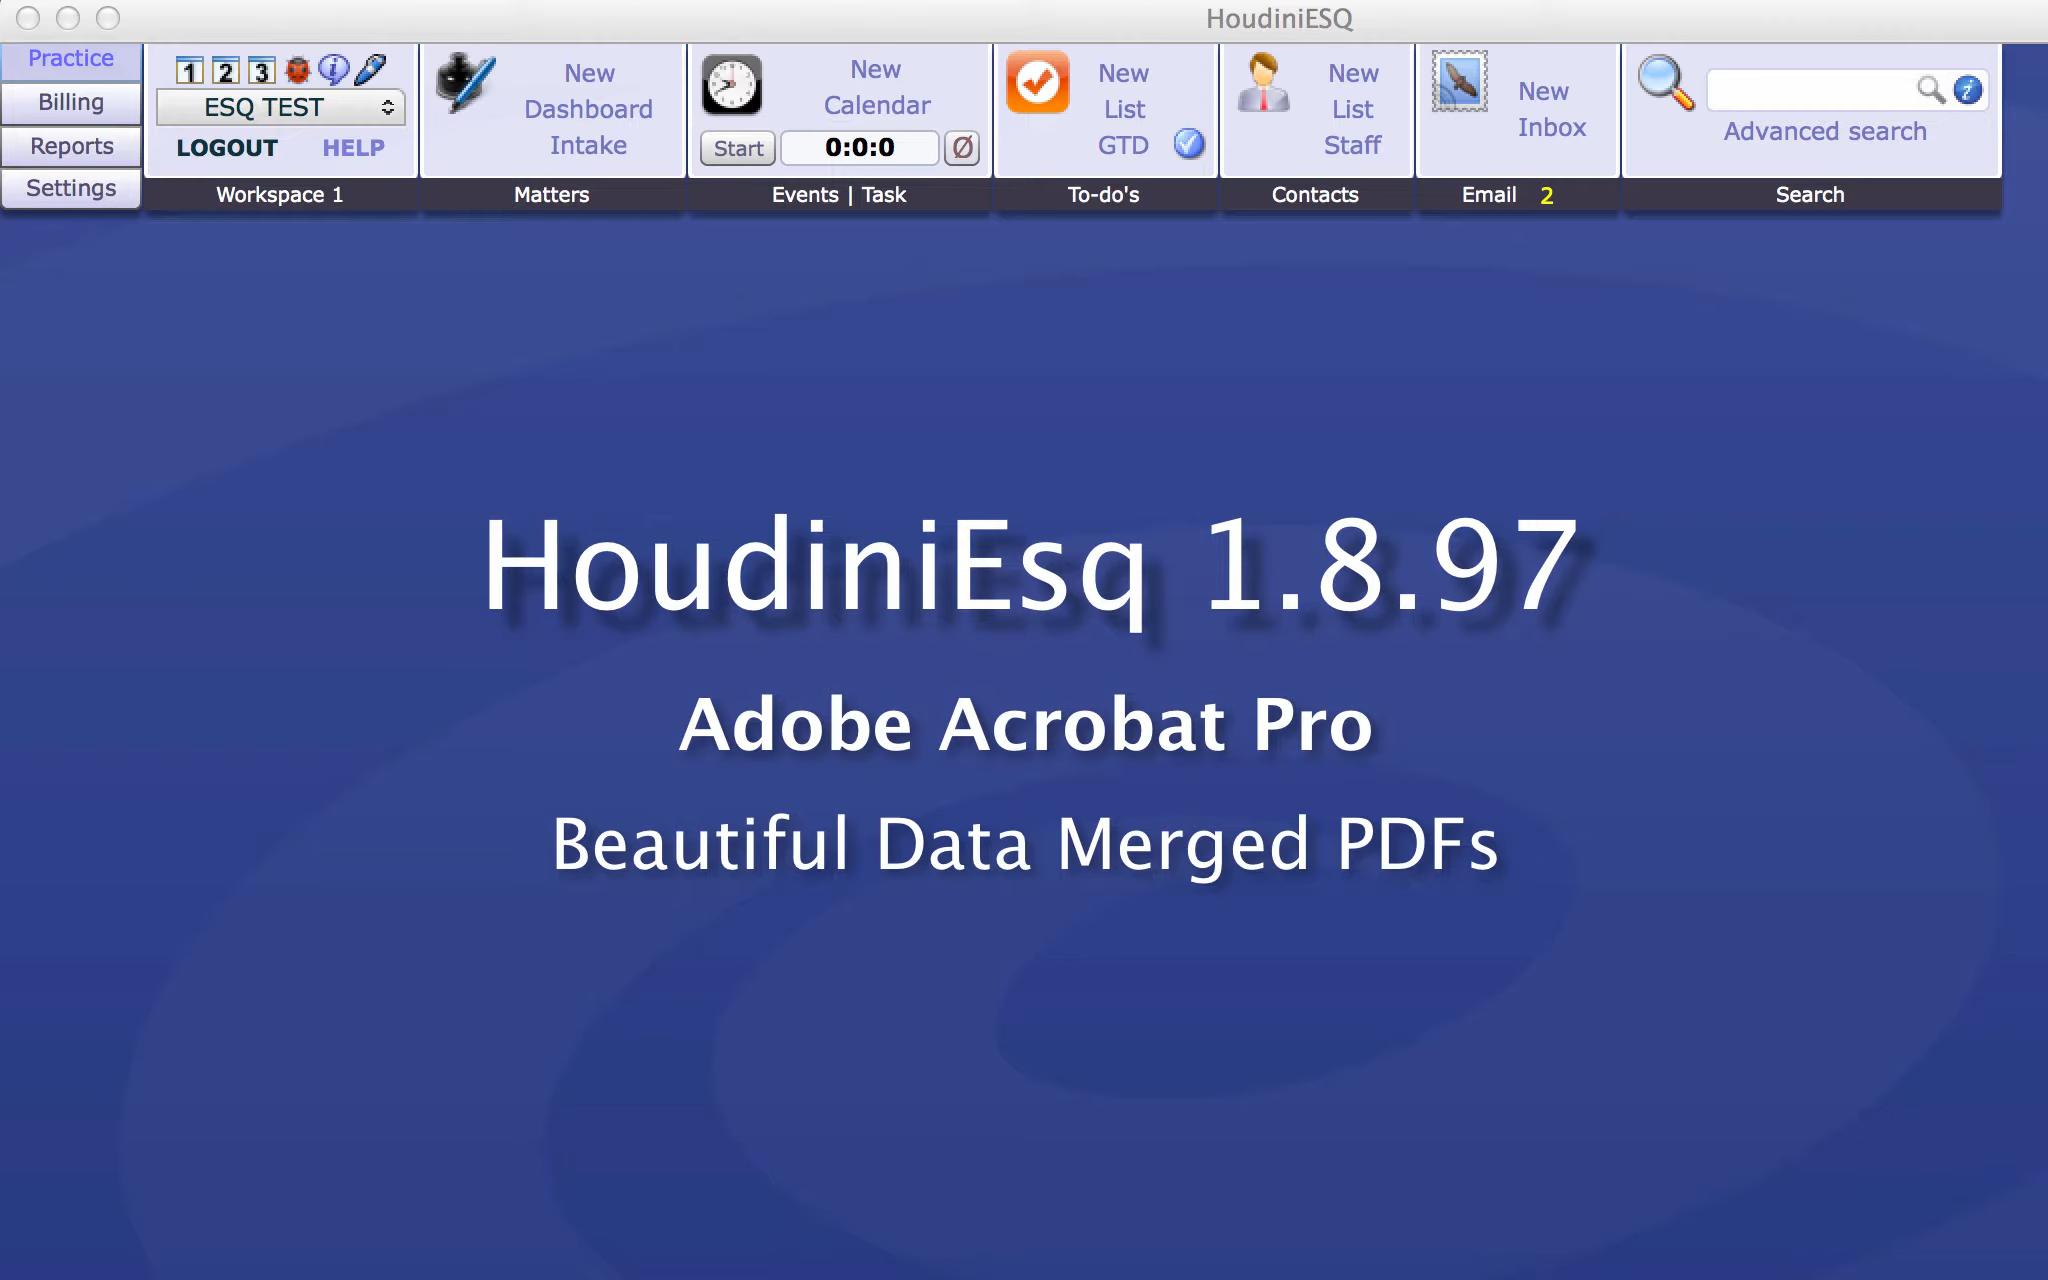 HoudiniESQ
Practice
Billing
Reports
Settings
1 2 3
ESQ TEST
LOGOUT HELP
Workspace 1
New
Dashboard
Intake
Matters
New
Calendar
Start 0:0:0 Ø
Events | Task
New
List
GTD
To-do's
New
List
Staff
Contacts
New
Inbox
Email 2
Advanced search
Search
HoudiniEsq 1.8.97
Adobe Acrobat Pro
Beautiful Data Merged PDFs